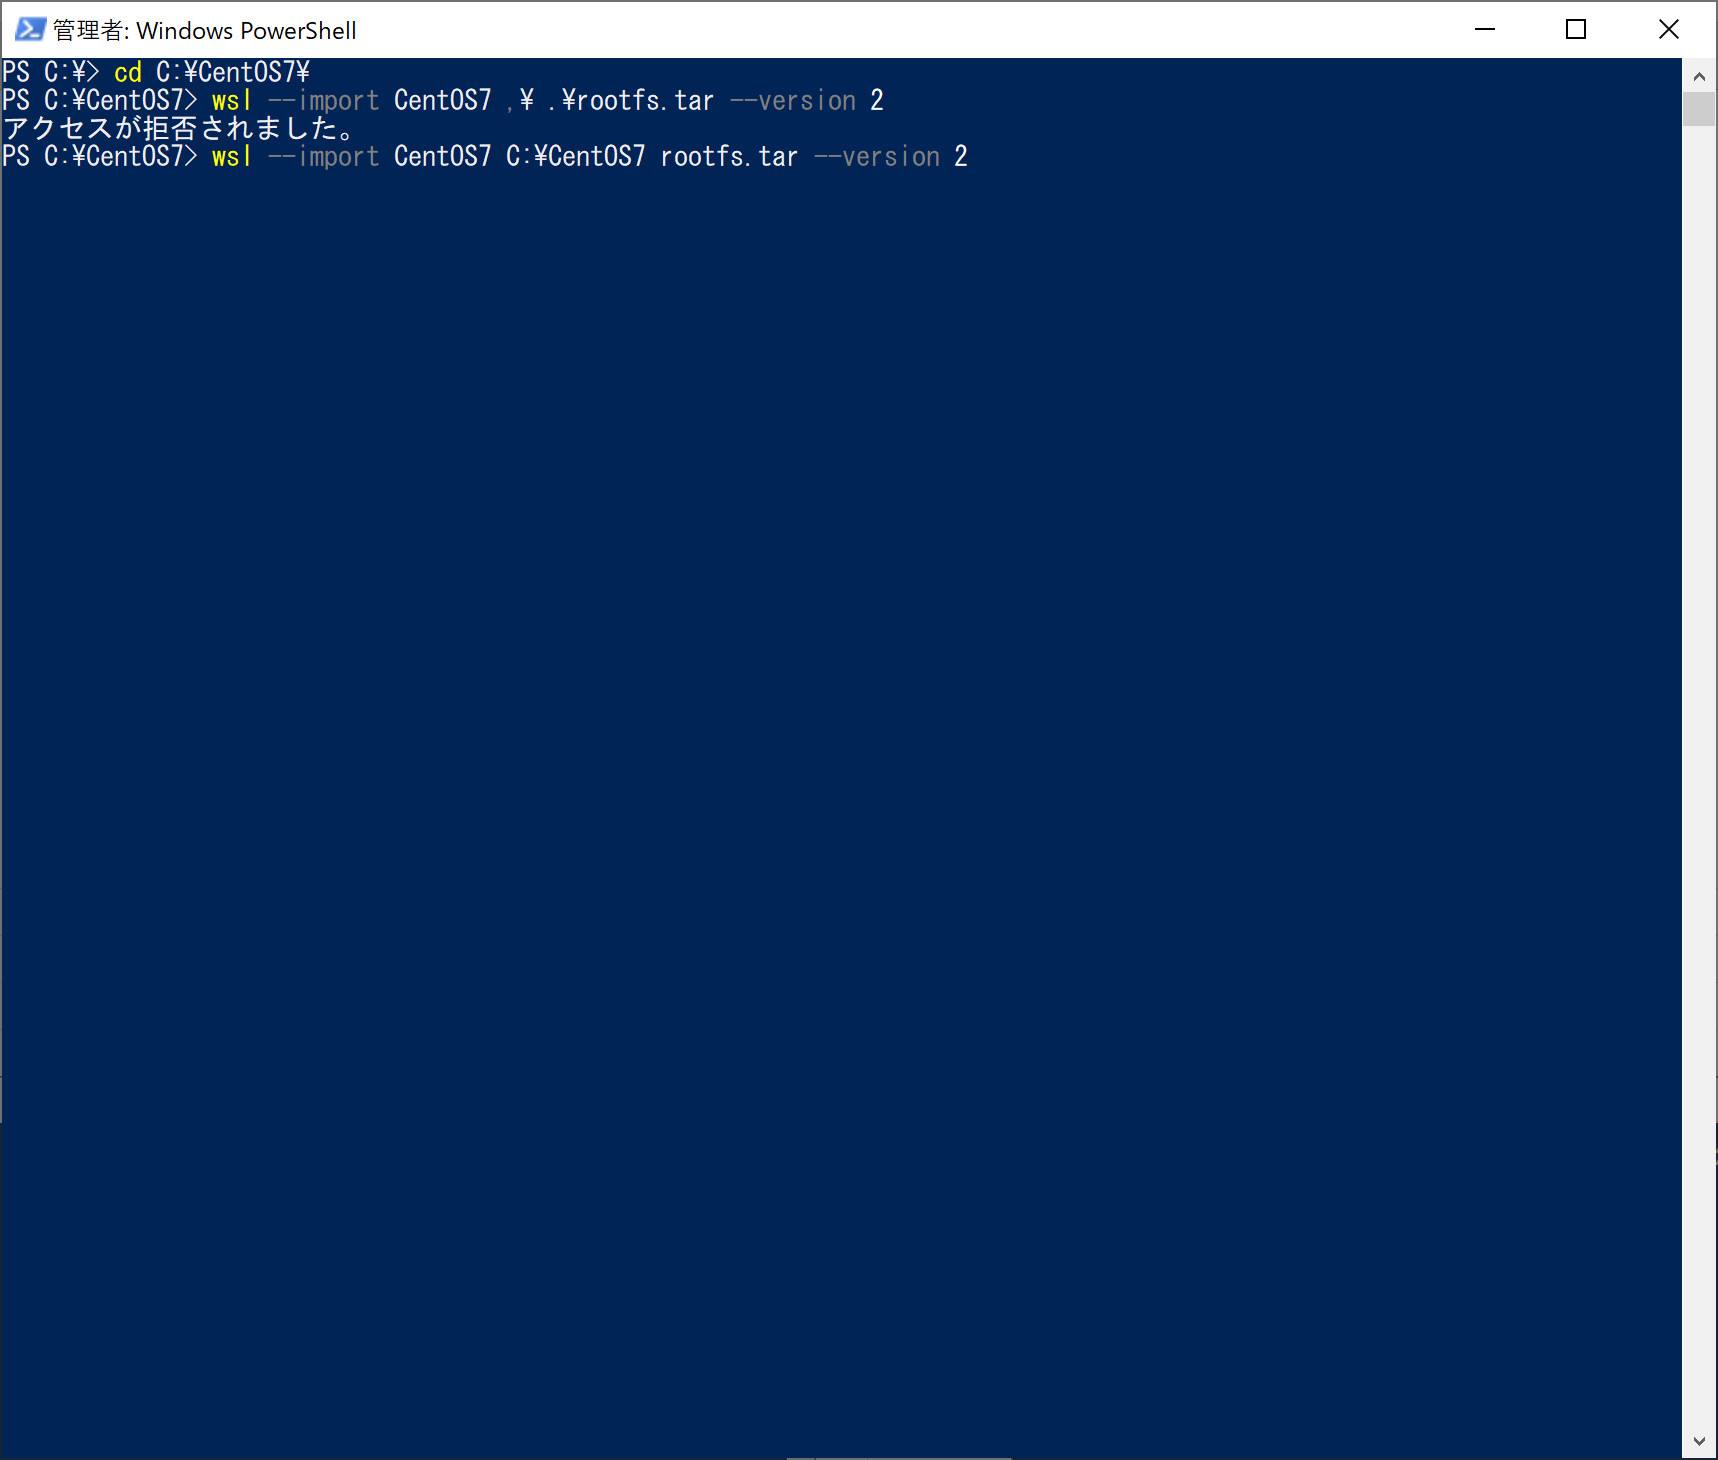 管理者: Windows PowerShell
PS C:¥> cd C:¥CentOS7¥
PS C:¥CentOS7> wsl --import CentOS7 ,¥ .¥rootfs.tar --version 2
アクセスが拒否されました。
PS C:¥CentOS7> wsl --import CentOS7 C:¥CentOS7 rootfs.tar --version 2